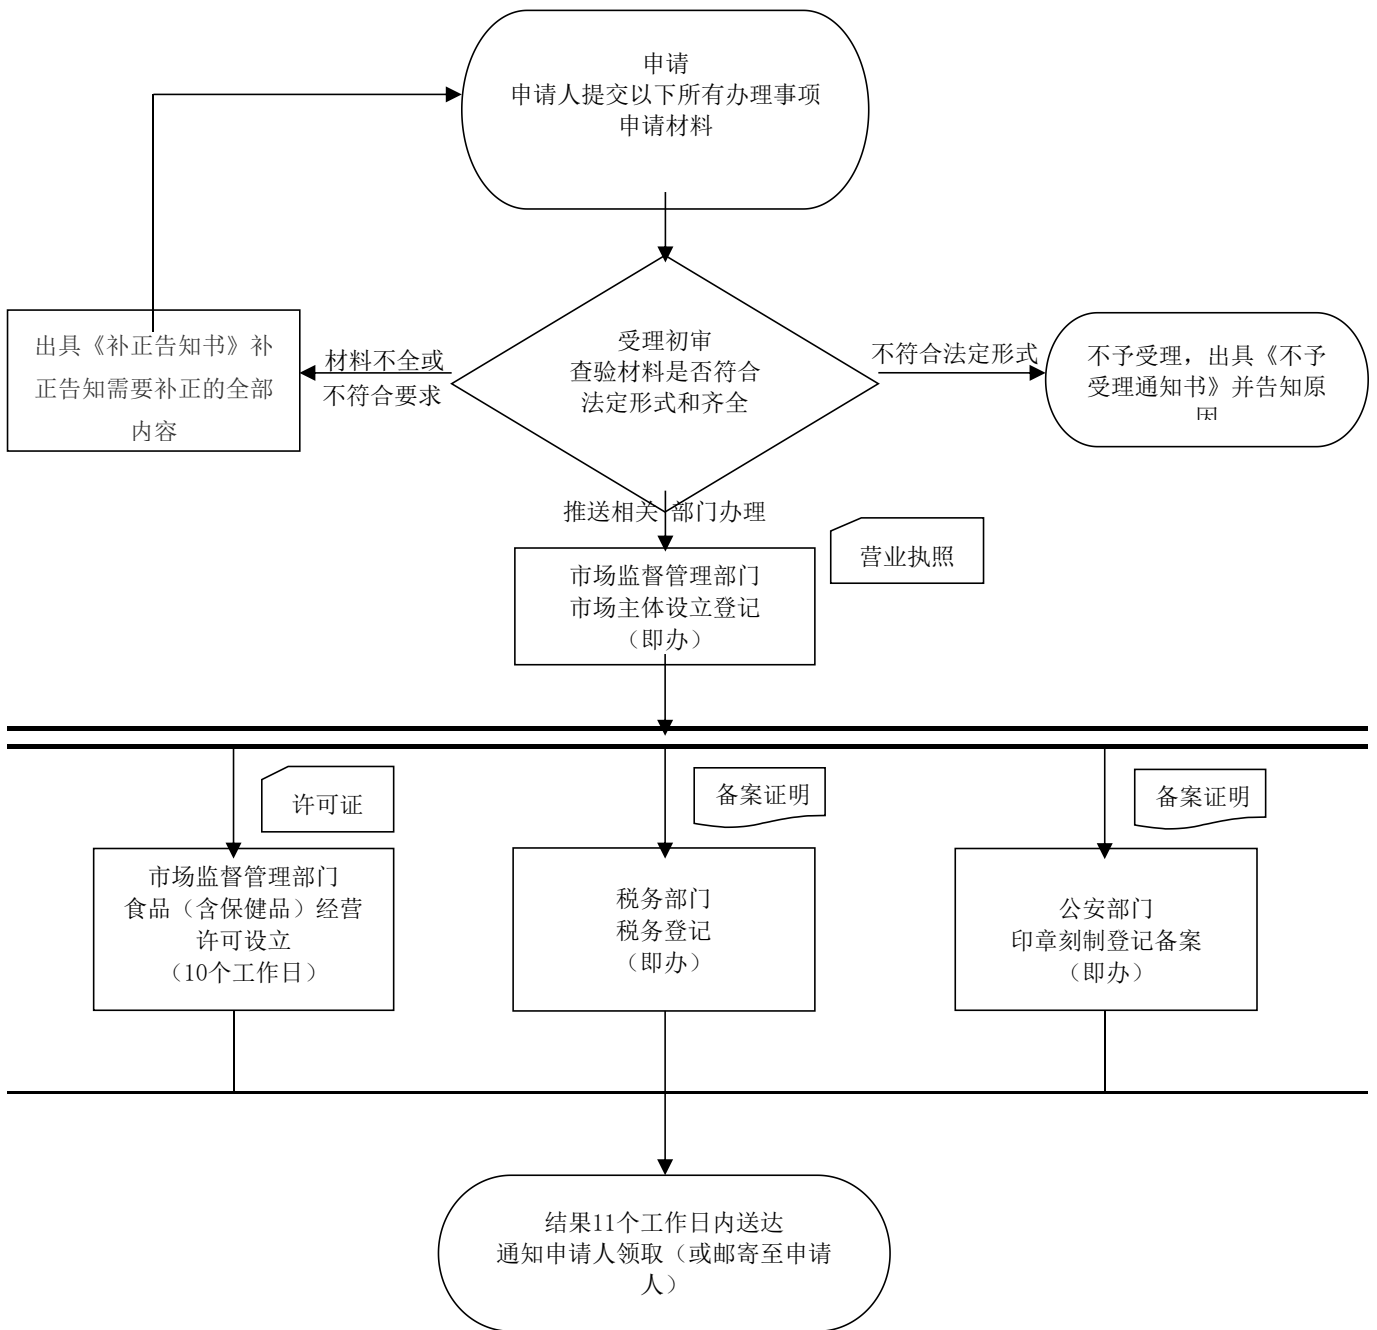 申请
申请人提交以下所有办理事项
申请材料
出具《补正告知书》补
正告知需要补正的全部
内容
材料不全或
不符合要求
受理初审
查验材料是否符合
法定形式和齐全
不符合法定形式
不予受理，出具《不予
受理通知书》并告知原
因
推送相关 部门办理
营业执照
市场监督管理部门
市场主体设立登记
（即办）
许可证
备案证明
备案证明
市场监督管理部门
食品（含保健品）经营
许可设立
（10个工作日）
税务部门
税务登记
（即办）
公安部门
印章刻制登记备案
（即办）
结果11个工作日内送达
通知申请人领取（或邮寄至申请
人）